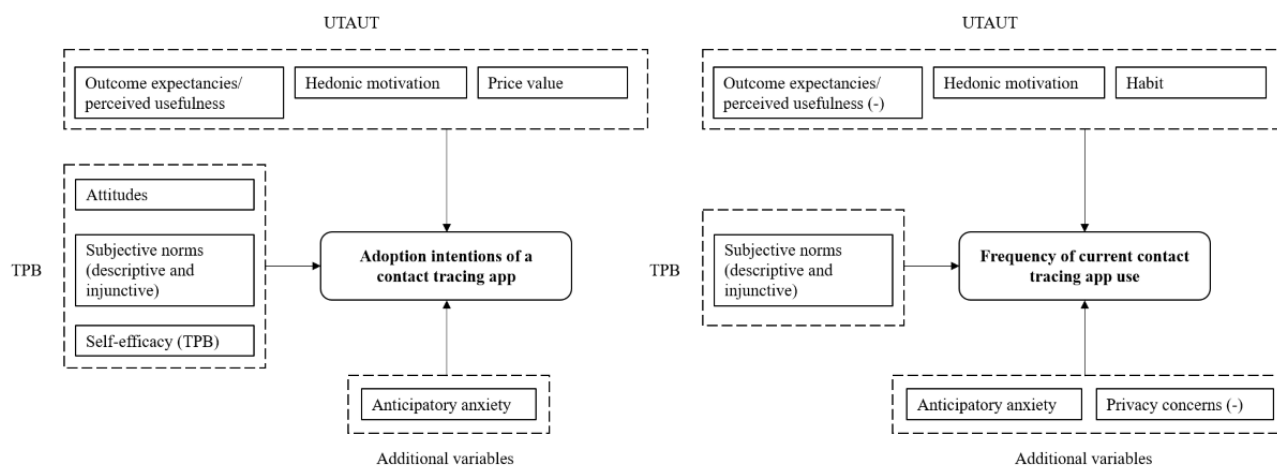 UTAUT
Outcome expectancies/
perceived usefulness
Hedonic motivation
Price value
TPB
Attitudes
Subjective norms
(descriptive and
injunctive)
Self-efficacy (TPB)
Adoption intentions of a
contact tracing app
Anticipatory anxiety
Additional variables
UTAUT
Outcome expectancies/
perceived usefulness (-)
Hedonic motivation
Habit
TPB
Subjective norms
(descriptive and
injunctive)
Frequency of current contact
tracing app use
Anticipatory anxiety
Privacy concerns (-)
Additional variables